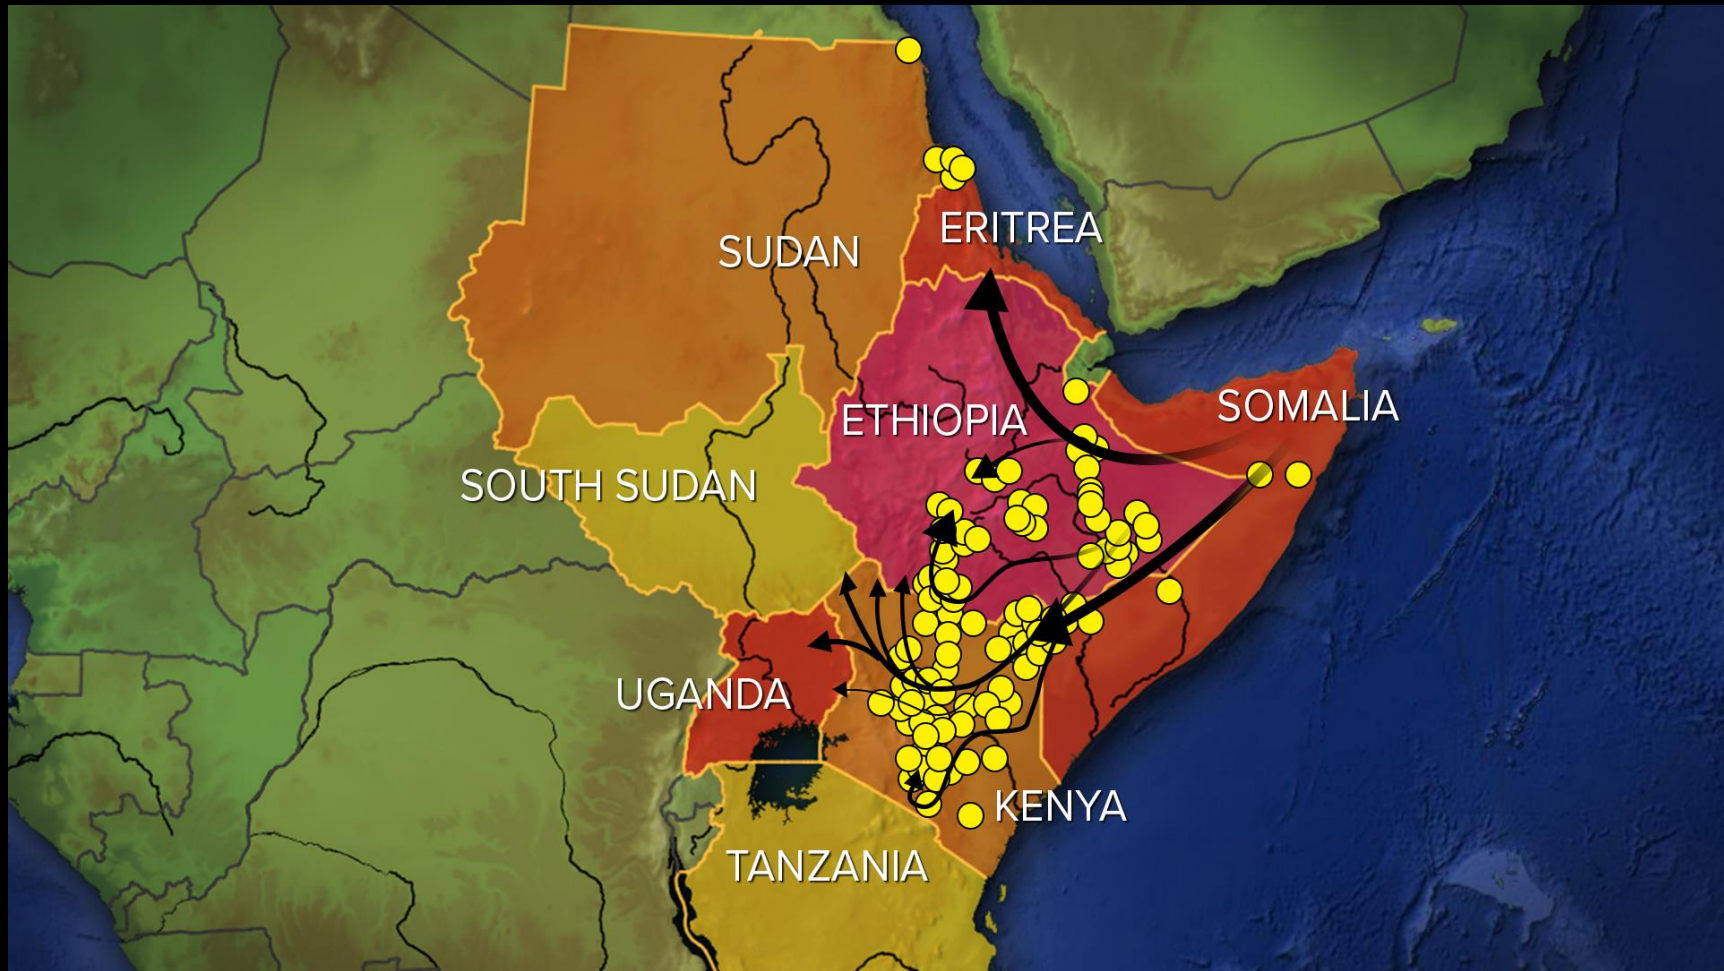 ERITREA
SUDAN
SOMALIA
ETHIOPIA
SOUTH SUDAN
UGANDA
KENYA
TANZANIA